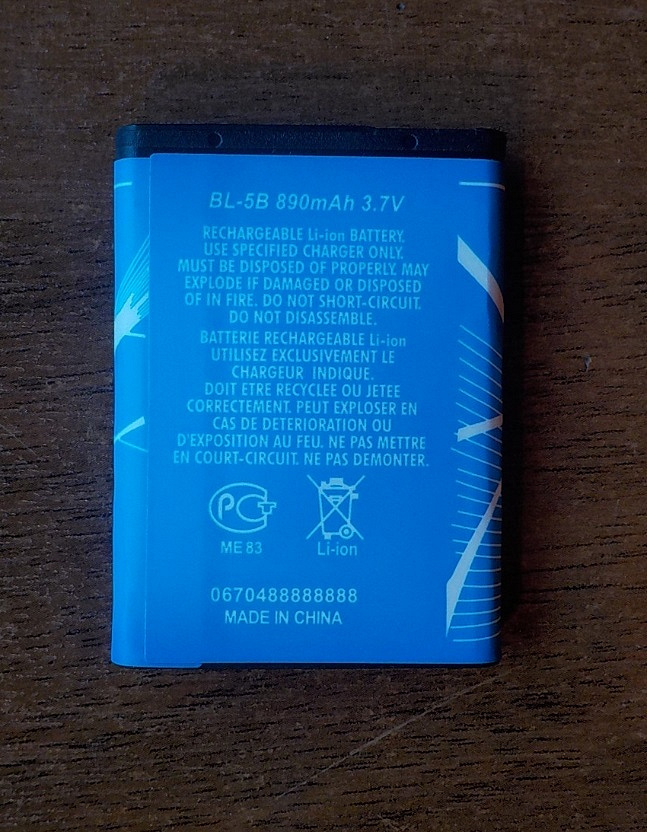 BL-5B 890mAh 3.7V
RECHARGEABLE Li-ion BATTERY.
USE SPECIFIED CHARGER ONLY.
MUST BE DISPOSED OF PROPERLY. MAY
EXPLODE IF DAMAGED OR DISPOSED
OF IN FIRE. DO NOT SHORT-CIRCUIT.
DO NOT DISASSEMBLE.
BATTERIE RECHARGEABLE Li-ion
UTILISEZ EXCLUSIVEMENT LE
CHARGEUR INDIQUE.
DOIT ETRE RECYCLEE OU JETEE
CORRECTEMENT. PEUT EXPLOSER EN
CAS DE DETERIORATION OU
D'EXPOSITION AU FEU. NE PAS METTRE
EN COURT-CIRCUIT. NE PAS DEMONTER.
РСТ
ME 83 Li-ion
0670488888888
MADE IN CHINA